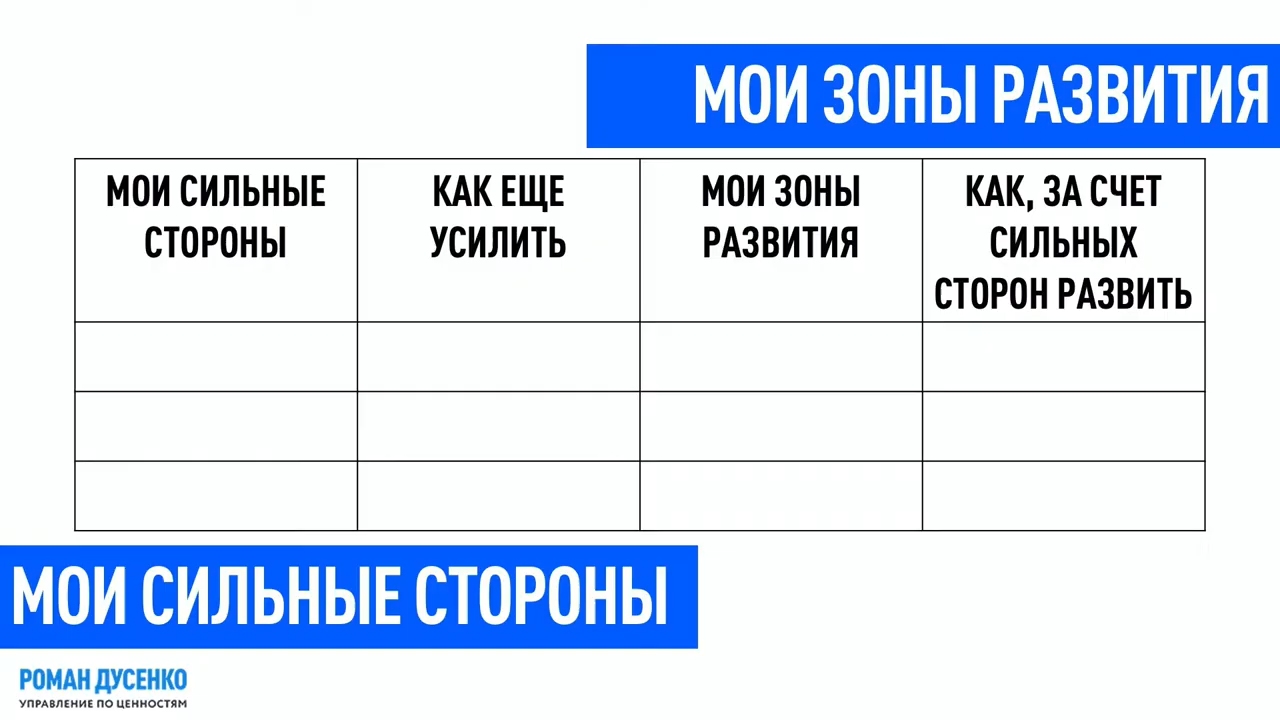 МОИ ЗОНЫ РАЗВИТИЯ
МОИ СИЛЬНЫЕ
СТОРОНЫ
КАК ЕЩЕ
УСИЛИТЬ
МОИ ЗОНЫ
РАЗВИТИЯ
КАК, ЗА СЧЕТ
СИЛЬНЫХ
СТОРОН РАЗВИТЬ
МОИ СИЛЬНЫЕ СТОРОНЫ
РОМАН ДУСЕНКО
УПРАВЛЕНИЕ ПО ЦЕННОСТЯМ